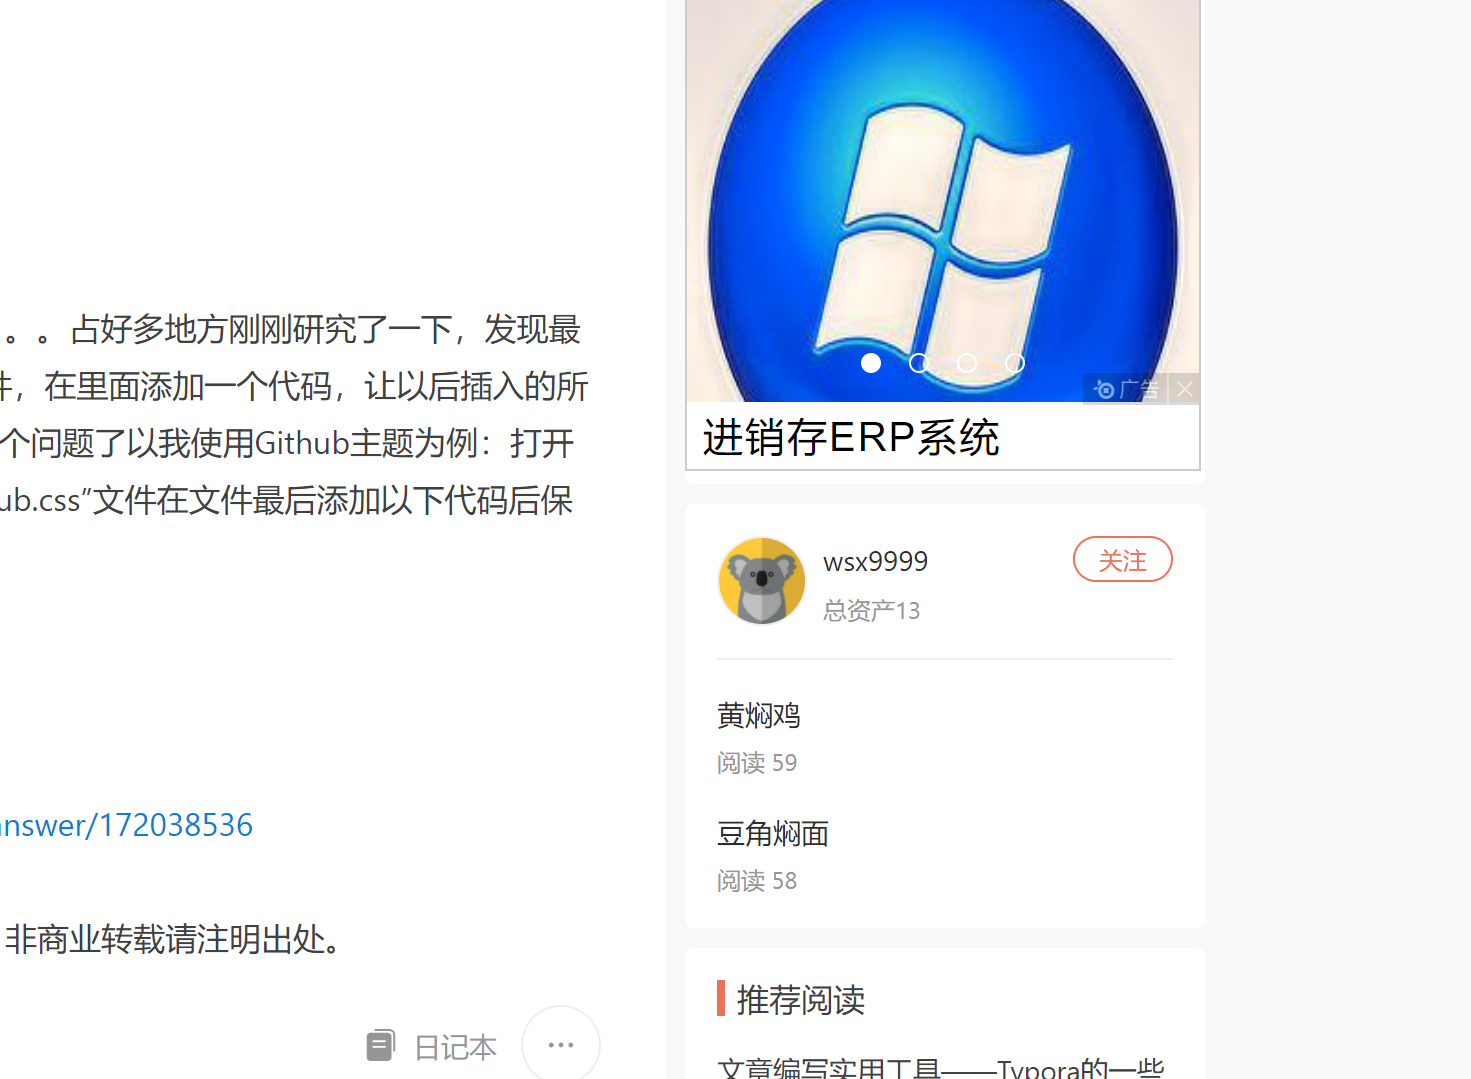 。。占好多地方刚刚研究了一下，发现最
件，在里面添加一个代码，让以后插入的所
个问题了以我使用Github主题为例：打开
ub.css”文件在文件最后添加以下代码后保
answer/172038536
非商业转载请注明出处。
日记本
广告
进销存ERP系统
wsx9999
关注
总资产13
黄焖鸡
阅读 59
豆角焖面
阅读 58
推荐阅读
文章编写实用工具——Typora的一些